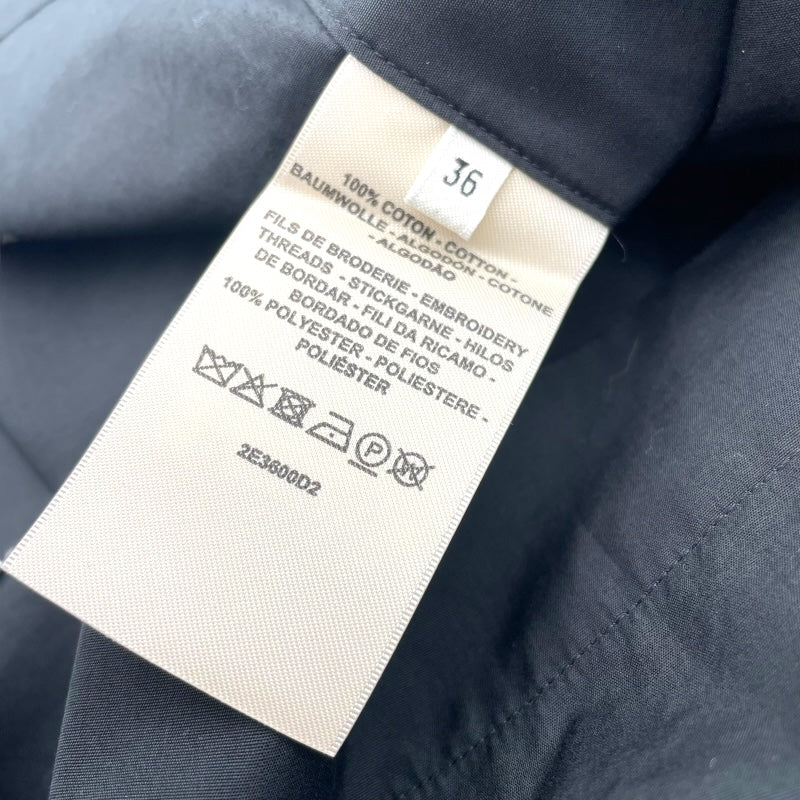 36
100% COTON - COTTON -
BAUMWOLLE - ALGODON - COTONE
- ALGODÃO
FILS DE BRODERIE - EMBROIDERY
THREADS - STICKGARNE - HILOS
DE BORDAR - FILI DA RICAMO -
BORDADO DE FIOS
100% POLYESTER - POLIESTERE -
POLIÉSTER
P
W
2E3600D2